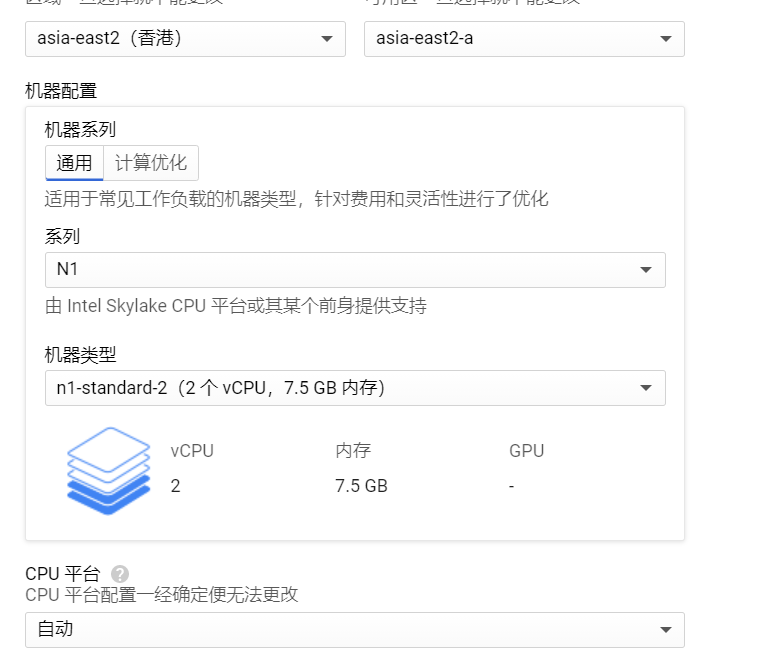 asia-east2（香港） asia-east2-a
机器配置
机器系列
通用 计算优化
适用于常见工作负载的机器类型，针对费用和灵活性进行了优化
系列
N1
由 Intel Skylake CPU 平台或其某个前身提供支持
机器类型
n1-standard-2（2 个 vCPU，7.5 GB 内存）
vCPU 内存 GPU
2 7.5 GB -
CPU 平台 ?
CPU 平台配置一经确定便无法更改
自动